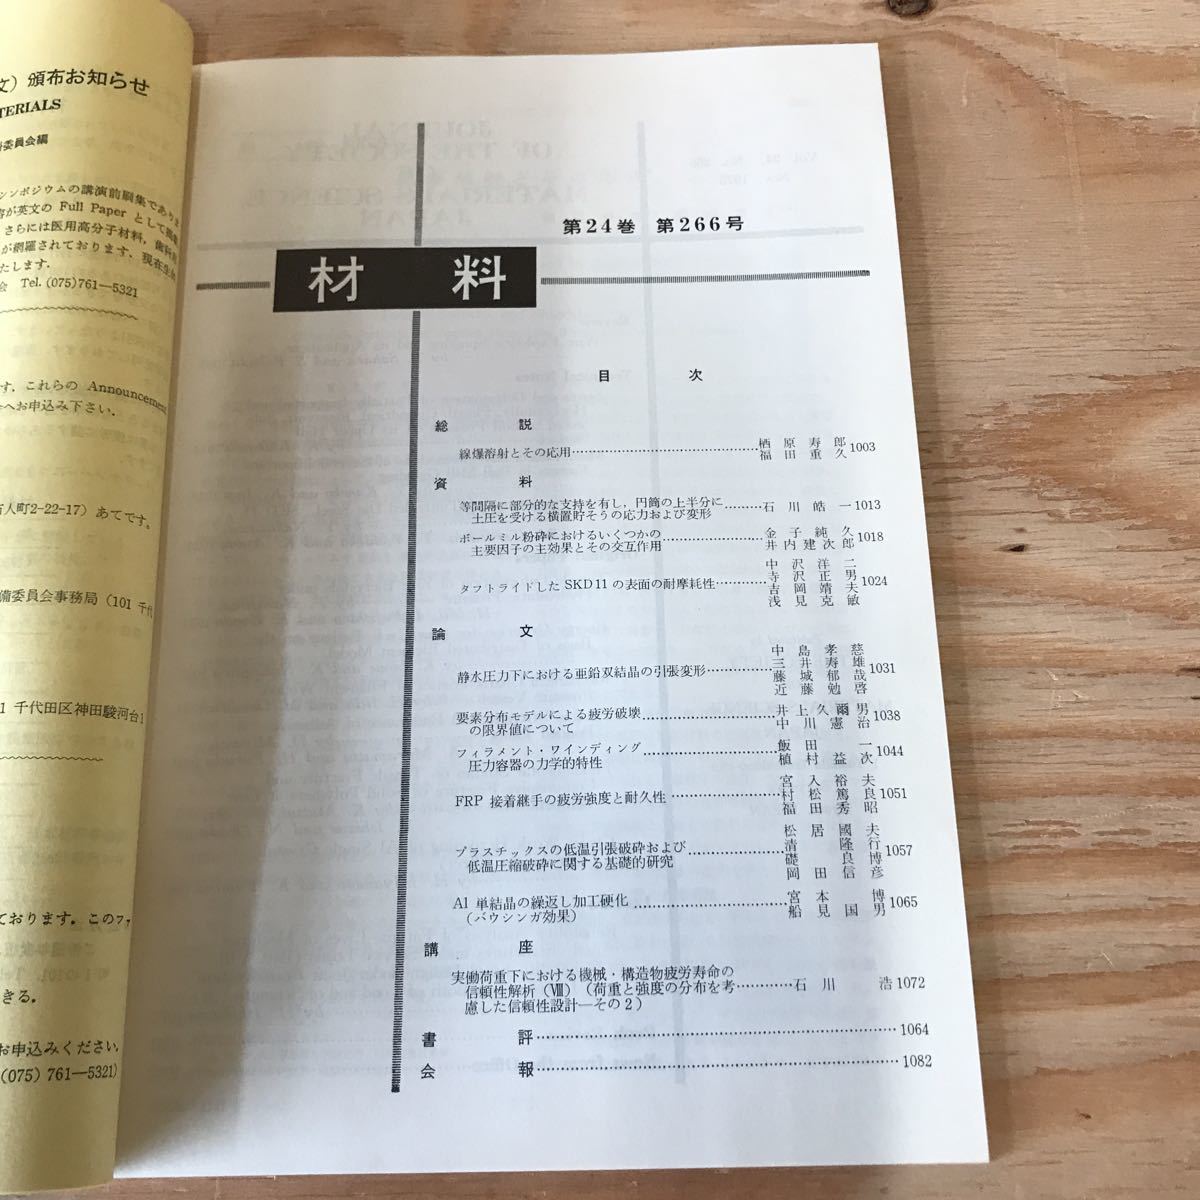 文）頒布お知らせ
TERIALS
備委員会編
シンポジウムの講演前刷集であり
容が英文の Full Paper として掲載
さらには医用高分子材料，歯科用
が網羅されております．現在生
たします．
会 Tel. (075)761―5321
す．これらの Announcement
へお申込み下さい．
百人町2-22-17）あてです。
備委員会事務局（101 千代
1 千代田区神田駿河台1
ております．このファ
きる．
お申込みください．
(075) 761―5321)
第24巻 第266号
材 料
目 次
総 説
線爆溶射とその応用 栖原寿郎 福田重久 1003
資 料
等間隔に部分的な支持を有し，円筒の上半分に
土圧を受ける横置貯そうの応力および変形 石川皓一 1013
ボールミル粉砕におけるいくつかの
主要因子の主効果とその交互作用 金子純久 井内建次郎 1018
タフトライドした SKD11 の表面の耐摩耗性 中沢洋二 寺沢正男 吉岡靖夫 浅見克敏 1024
論 文
静水圧力下における亜鉛双結晶の引張変形 中島孝慈 三井寿雄 藤城郁哉 近藤勉啓 1031
要素分布モデルによる疲労破壊
の限界値について 井上久爾男 中川憲治 1038
フィラメント・ワインディング
圧力容器の力学的特性 飯田一 植村益次 1044
FRP 接着継手の疲労強度と耐久性 宮入裕夫 村松篤良 福田秀昭 1051
プラスチックスの低温引張破砕および
低温圧縮破砕に関する基礎的研究 松居國夫 清隆行 礎良博 岡田信彦 1057
Al 単結晶の繰返し加工硬化
（バウシンガ効果） 宮本博 船見国男 1065
講 座
実働荷重下における機械・構造物疲労寿命の
信頼性解析（Ⅷ）（荷重と強度の分布を考
慮した信頼性設計―その2） 石川浩 1072
書 評 1064
会 報 1082